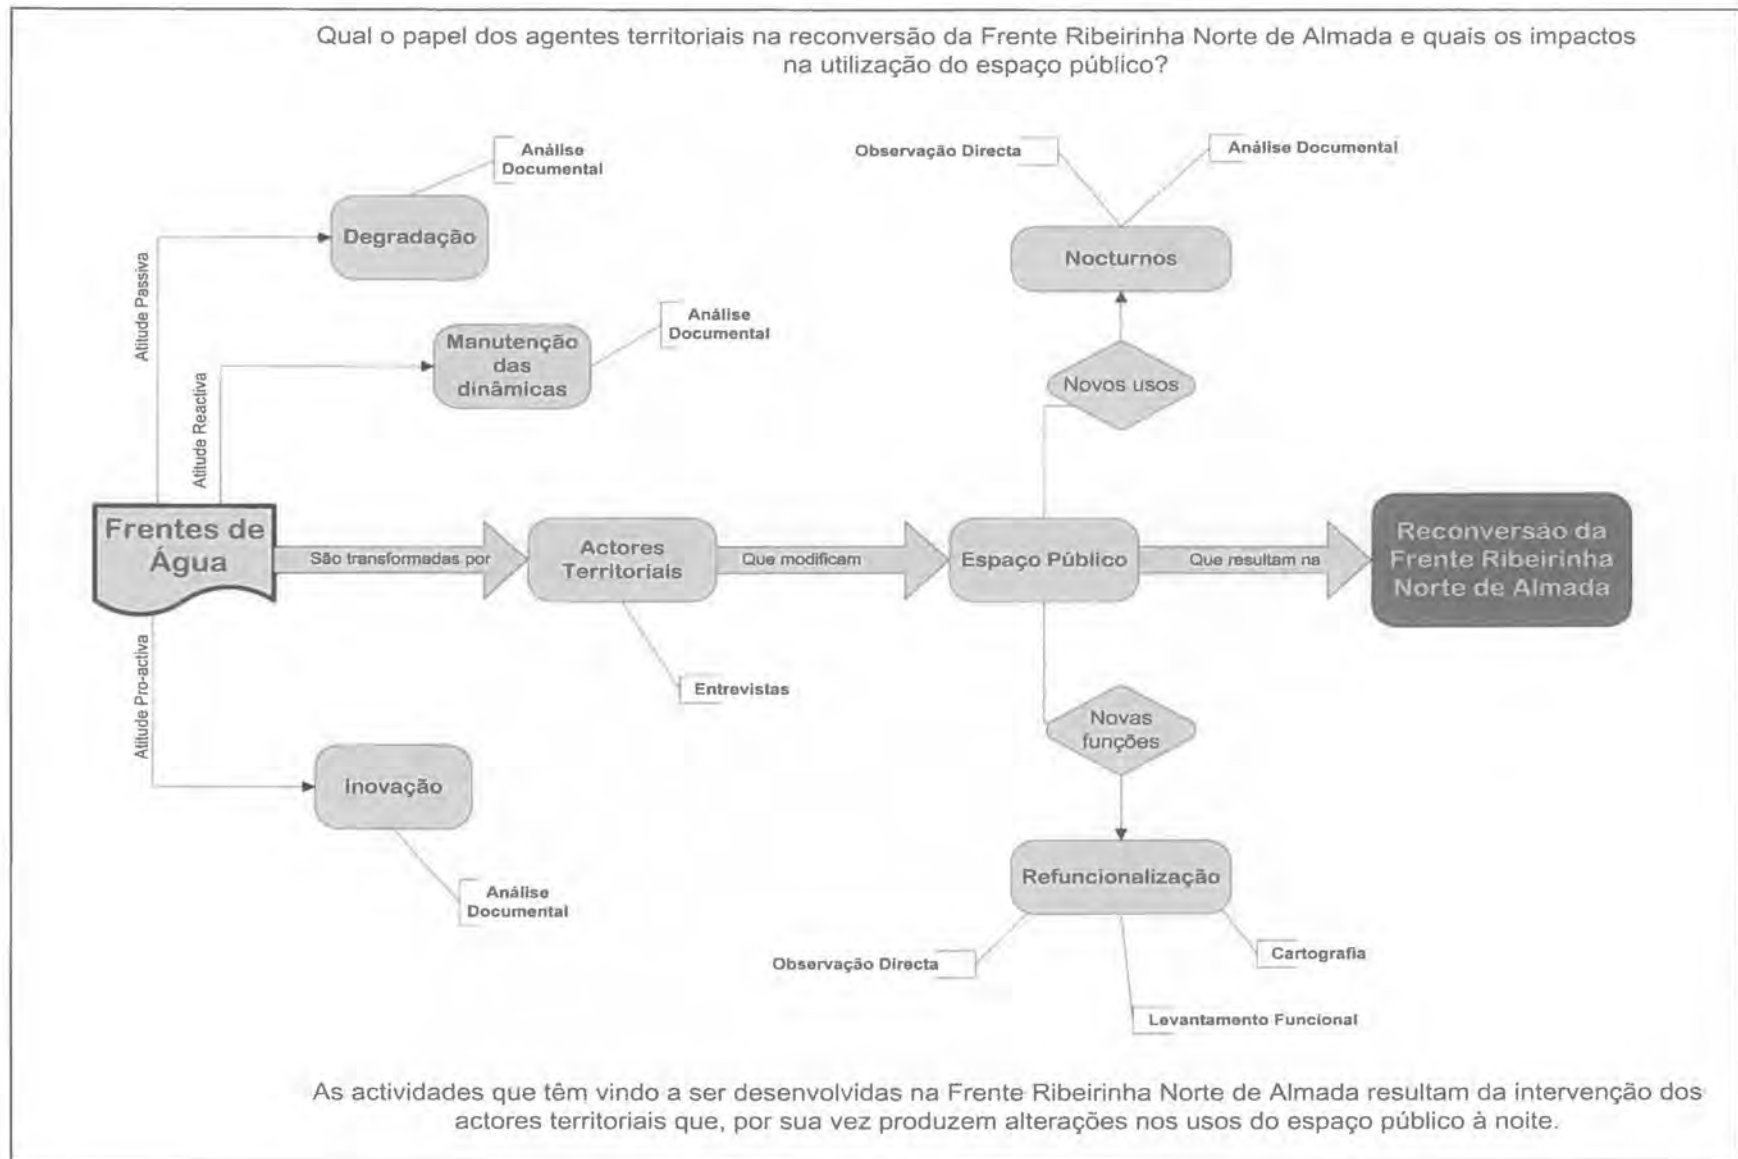 Qual o papel dos agentes territoriais na reconversão da Frente Ribeirinha Norte de Almada e quais os impactos
na utilização do espaço público?
Análise
Documental
Degradação
Atitude Passiva
Análise
Documental
Manutenção
das
dinâmicas
Atitude Reactiva
Observação Directa
Análise Documental
Nocturnos
Novos usos
Frentes de
Água
São transformadas por
Actores
Territoriais
Que modificam
Espaço Público
Que resultam na
Reconversão da
Frente Ribeirinha
Norte de Almada
Entrevistas
Atitude Pro-activa
Inovação
Análise
Documental
Novas
funções
Refuncionalização
Observação Directa
Cartografia
Levantamento Funcional
As actividades que têm vindo a ser desenvolvidas na Frente Ribeirinha Norte de Almada resultam da intervenção dos
actores territoriais que, por sua vez produzem alterações nos usos do espaço público à noite.